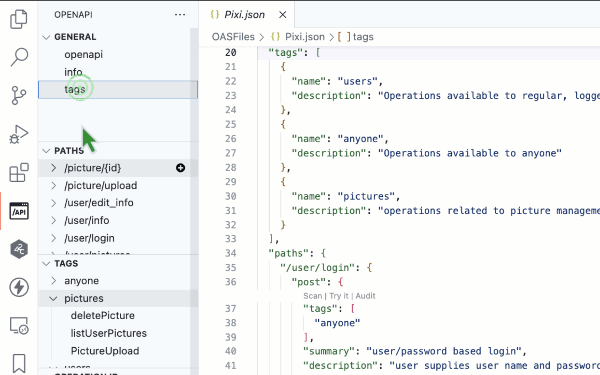 OPENAPI
GENERAL
openapi
info
tags
PATHS
/picture/{id}
/picture/upload
/user/edit_info
/user/info
/user/login
TAGS
anyone
pictures
deletePicture
listUserPictures
PictureUpload
/API
{} Pixi.json
OASFiles > {} Pixi.json > [ ] tags
20 "tags": [
21 {
22 "name": "users",
23 "description": "Operations available to regular, logge
24 },
25 {
26 "name": "anyone",
27 "description": "Operations available to anyone"
28 },
29 {
30 "name": "pictures",
31 "description": "operations related to picture manageme
32 }
33 ],
34 "paths": {
35 "/user/login": {
36 "post": {
Scan | Try it | Audit
37 "tags": [
38 "anyone"
39 ],
40 "summary": "user/password based login",
41 "description": "user supplies user name and password